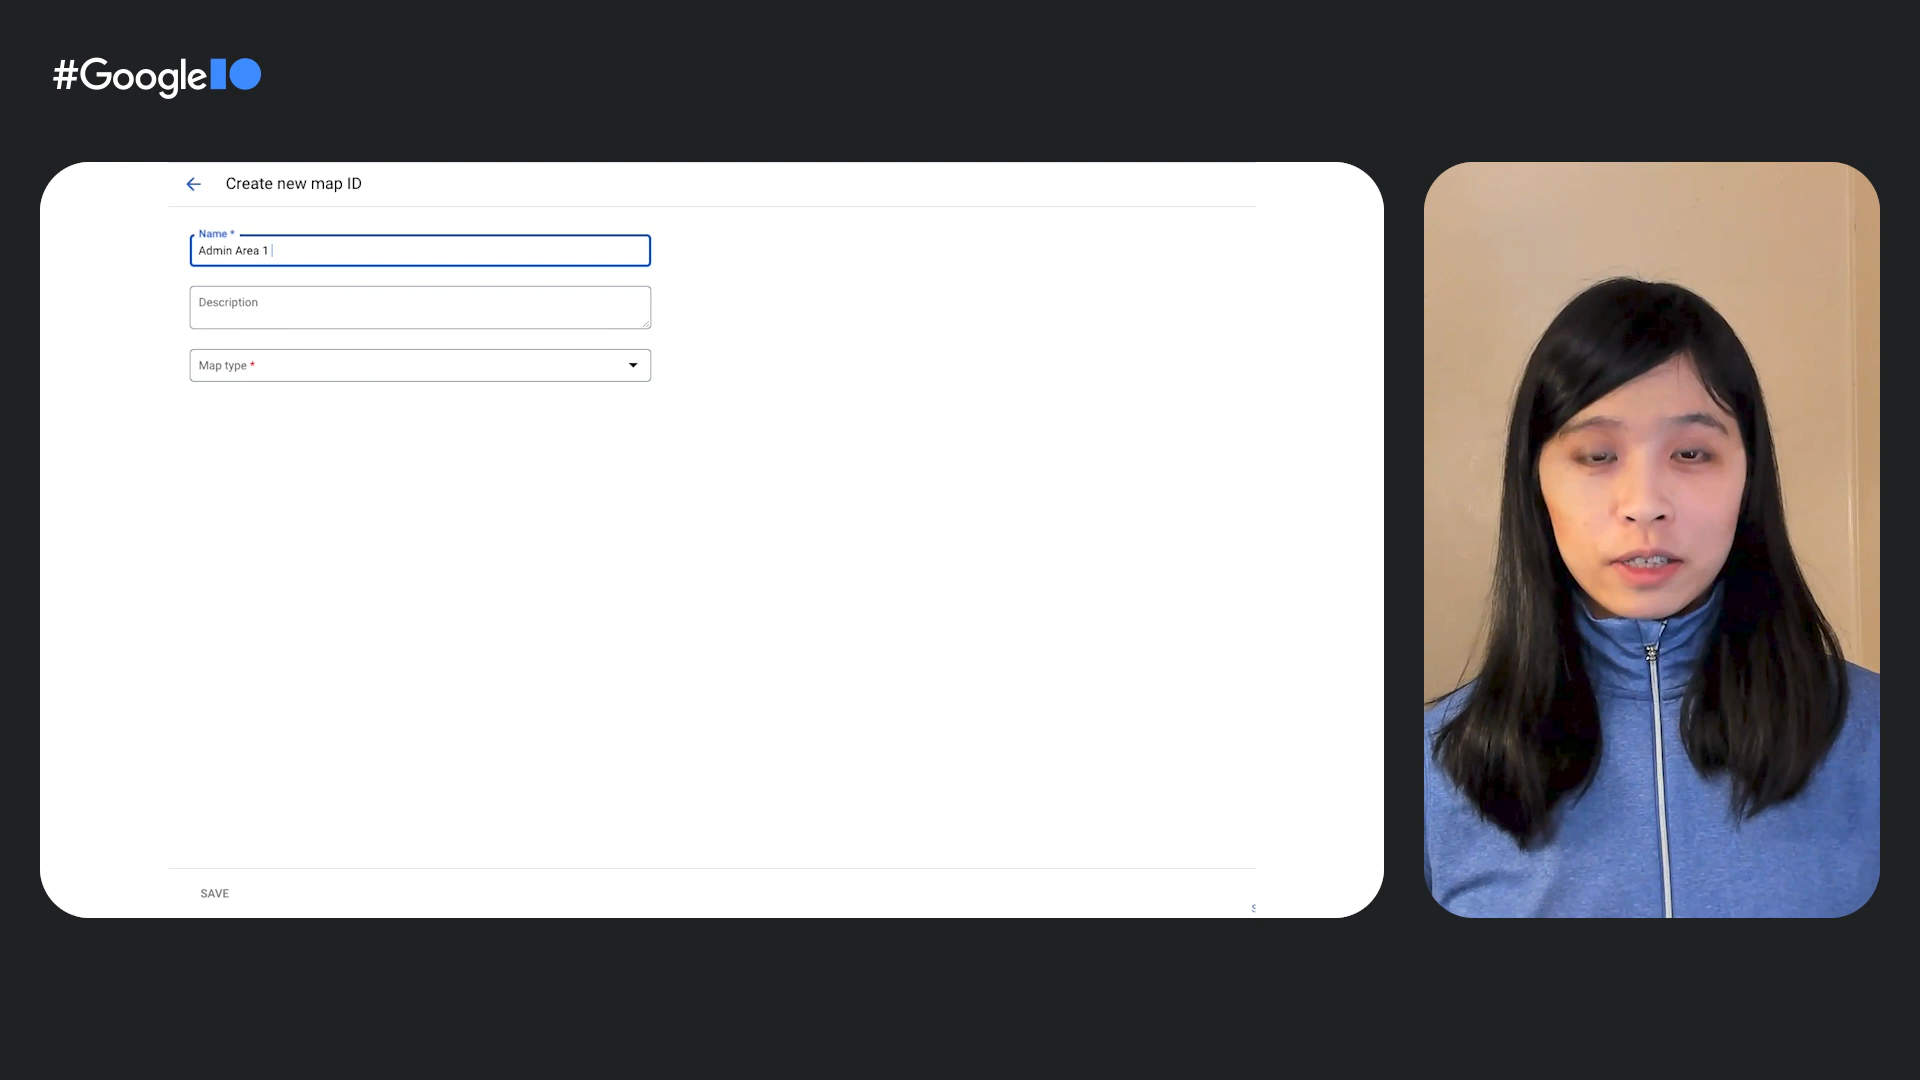 #GoogleIO
Create new map ID
Name *
Admin Area 1
Description
Map type *
SAVE
S